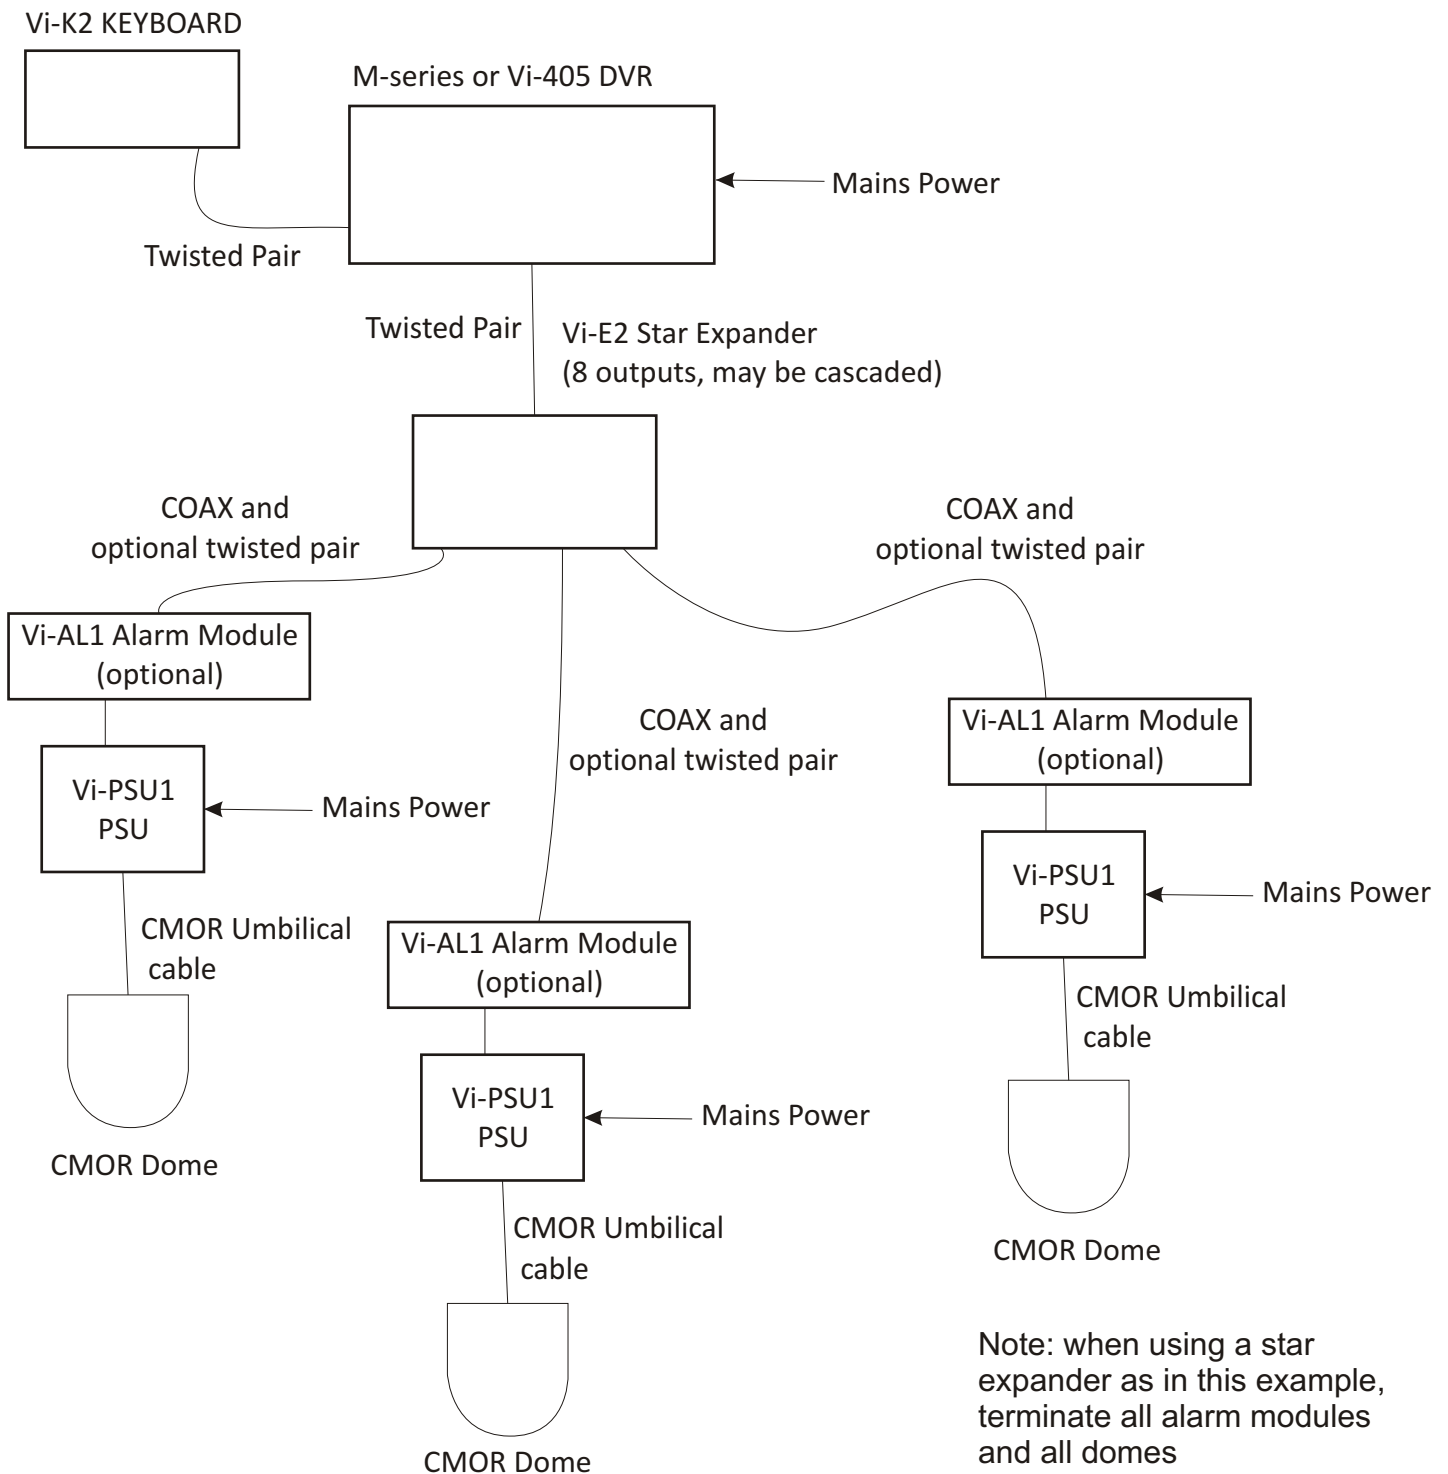 Vi-K2 KEYBOARD
M-series or Vi-405 DVR
Mains Power
Twisted Pair
Twisted Pair
Vi-E2 Star Expander
(8 outputs, may be cascaded)
COAX and
optional twisted pair
COAX and
optional twisted pair
Vi-AL1 Alarm Module
(optional)
COAX and
optional twisted pair
Vi-AL1 Alarm Module
(optional)
Vi-PSU1
PSU
Mains Power
Vi-PSU1
PSU
Mains Power
CMOR Umbilical
cable
Vi-AL1 Alarm Module
(optional)
CMOR Umbilical
cable
Vi-PSU1
PSU
Mains Power
CMOR Dome
CMOR Umbilical
cable
CMOR Dome
CMOR Dome
Note: when using a star
expander as in this example,
terminate all alarm modules
and all domes